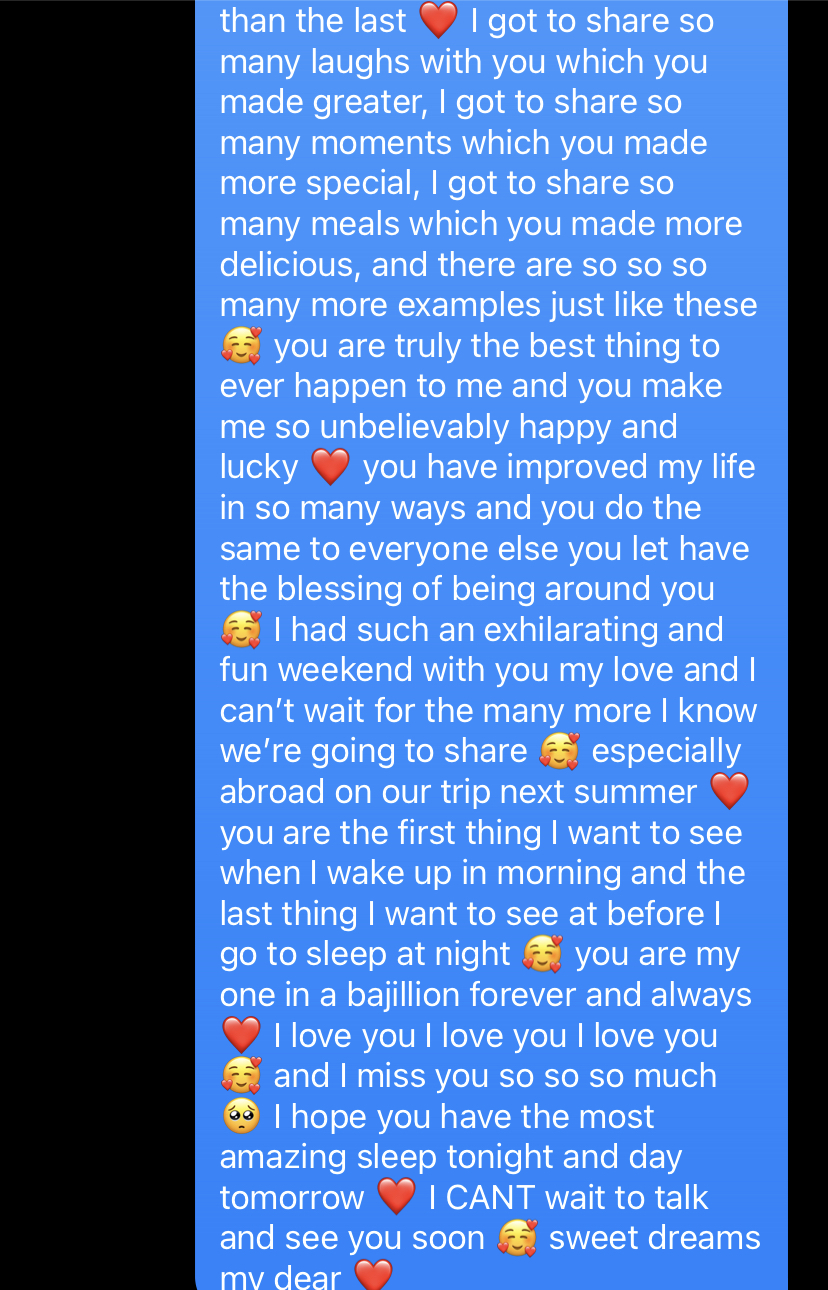 than the last ❤️ I got to share so
many laughs with you which you
made greater, I got to share so
many moments which you made
more special, I got to share so
many meals which you made more
delicious, and there are so so so
many more examples just like these
🥰 you are truly the best thing to
ever happen to me and you make
me so unbelievably happy and
lucky ❤️ you have improved my life
in so many ways and you do the
same to everyone else you let have
the blessing of being around you
🥰 I had such an exhilarating and
fun weekend with you my love and I
can’t wait for the many more I know
we’re going to share 🥰 especially
abroad on our trip next summer ❤️
you are the first thing I want to see
when I wake up in morning and the
last thing I want to see at before I
go to sleep at night 🥰 you are my
one in a bajillion forever and always
❤️ I love you I love you I love you
🥰 and I miss you so so so much
🥺 I hope you have the most
amazing sleep tonight and day
tomorrow ❤️ I CANT wait to talk
and see you soon 🥰 sweet dreams
my dear ❤️